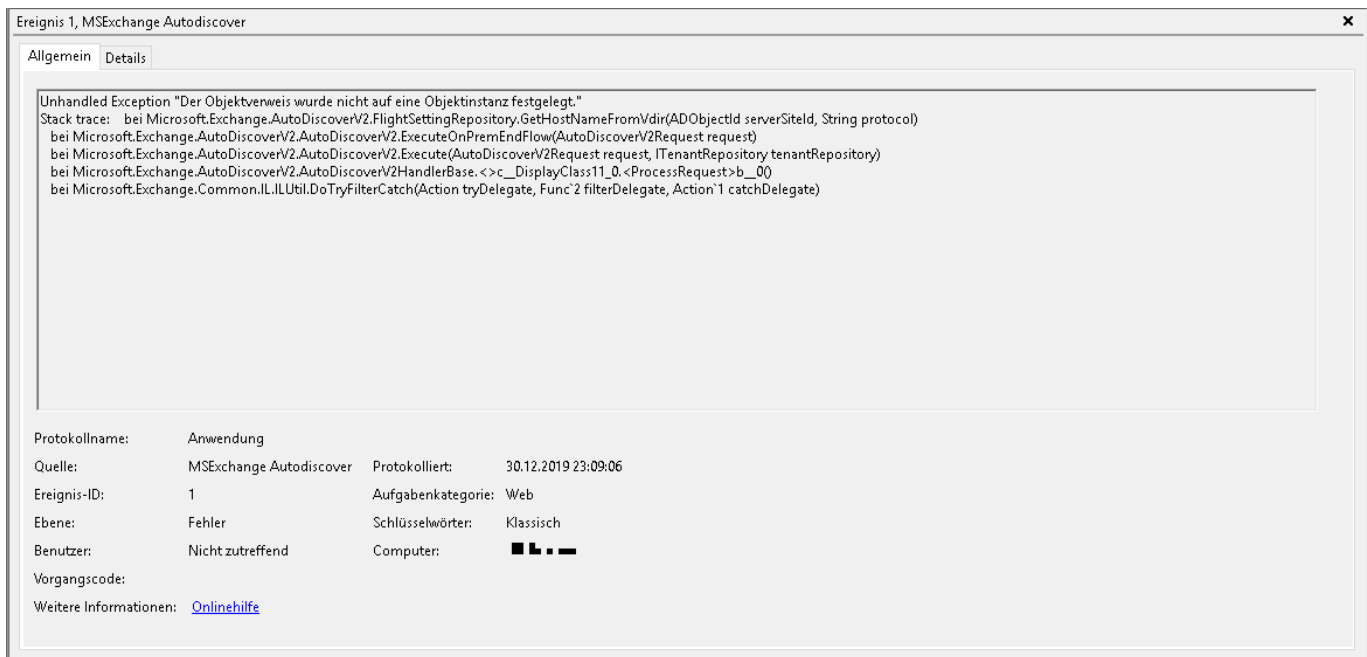 Ereignis 1, MSExchange Autodiscover
Allgemein Details
Unhandled Exception "Der Objektverweis wurde nicht auf eine Objektinstanz festgelegt."
Stack trace: bei Microsoft.Exchange.AutoDiscoverV2.FlightSettingRepository.GetHostNameFromVdir(ADObjectId serverSiteId, String protocol)
bei Microsoft.Exchange.AutoDiscoverV2.AutoDiscoverV2.ExecuteOnPremEndFlow(AutoDiscoverV2Request request)
bei Microsoft.Exchange.AutoDiscoverV2.AutoDiscoverV2.Execute(AutoDiscoverV2Request request, ITenantRepository tenantRepository)
bei Microsoft.Exchange.AutoDiscoverV2.AutoDiscoverV2HandlerBase.<>c__DisplayClass11_0.<ProcessRequest>b__0()
bei Microsoft.Exchange.Common.IL.ILUtil.DoTryFilterCatch(Action tryDelegate, Func`2 filterDelegate, Action`1 catchDelegate)
Protokollname: Anwendung
Quelle: MSExchange Autodiscover Protokolliert: 30.12.2019 23:09:06
Ereignis-ID: 1 Aufgabenkategorie: Web
Ebene: Fehler Schlüsselwörter: Klassisch
Benutzer: Nicht zutreffend Computer:
Vorgangscode:
Weitere Informationen: Onlinehilfe